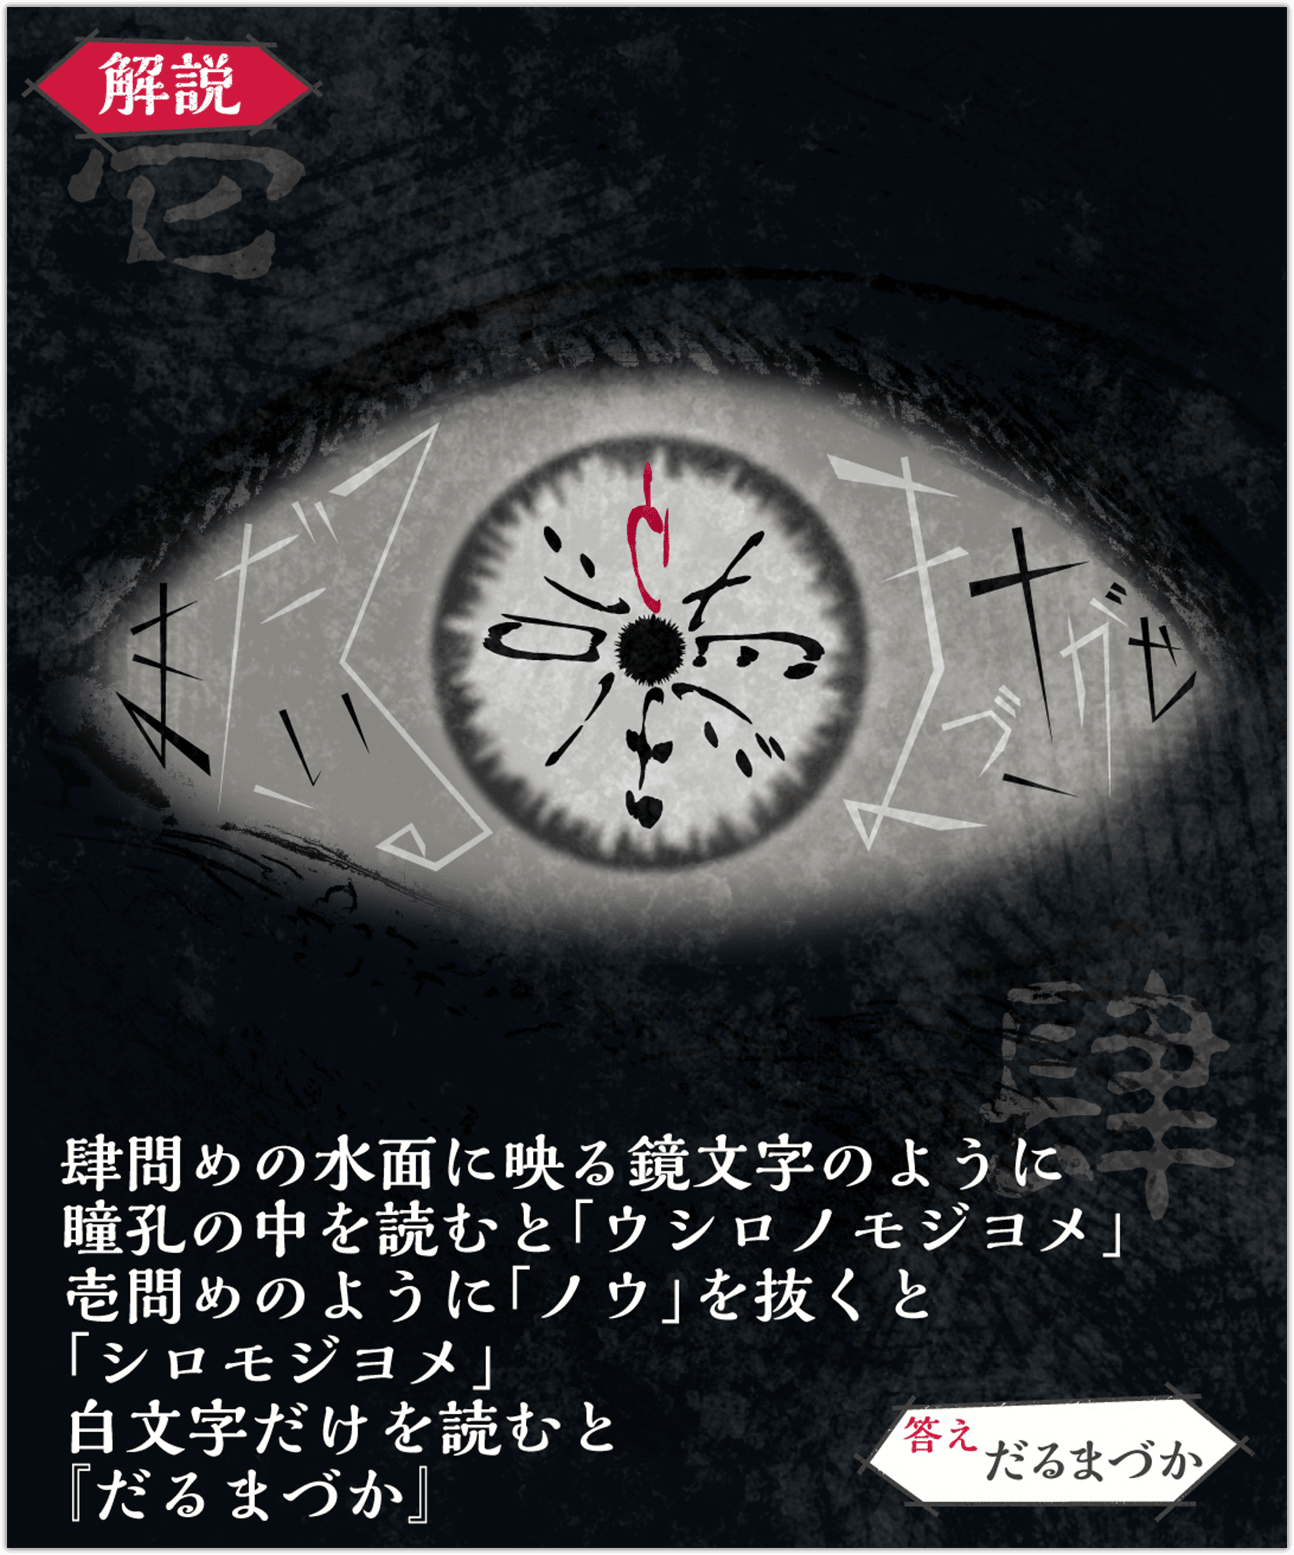 解説
壱
肆
肆問めの水面に映る鏡文字のように
瞳孔の中を読むと「ウシロノモジヨメ」
壱問めのように「ノウ」を抜くと
「シロモジヨメ」
白文字だけを読むと
『だるまづか』
答え だるまづか